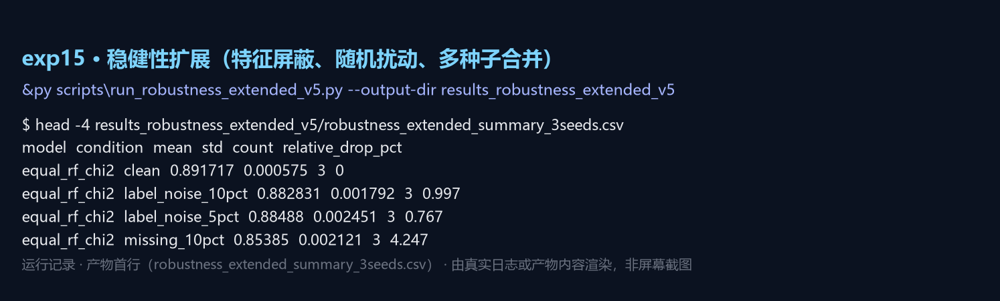 exp15 • 稳健性扩展（特征屏蔽、随机扰动、多种子合并）
&py scripts\run_robustness_extended_v5.py --output-dir results_robustness_extended_v5
$ head -4 results_robustness_extended_v5/robustness_extended_summary_3seeds.csv
model condition mean std count relative_drop_pct
equal_rf_chi2 clean 0.891717 0.000575 3 0
equal_rf_chi2 label_noise_10pct 0.882831 0.001792 3 0.997
equal_rf_chi2 label_noise_5pct 0.88488 0.002451 3 0.767
equal_rf_chi2 missing_10pct 0.85385 0.002121 3 4.247
运行记录 · 产物首行（robustness_extended_summary_3seeds.csv） · 由真实日志或产物内容渲染，非屏幕截图